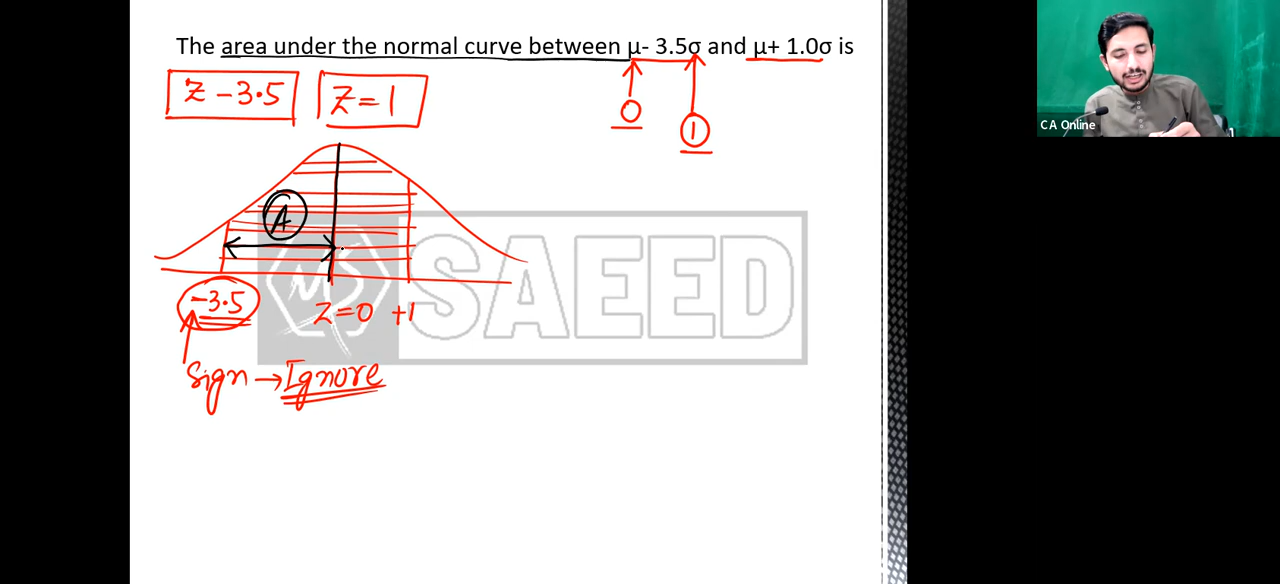 The area under the normal curve between μ- 3.5σ and μ+ 1.0σ is
Z - 3.5
Z = 1
0
1
A
-3.5
Z=0
+1
Sign → Ignore
MS
SAEED
C A Online